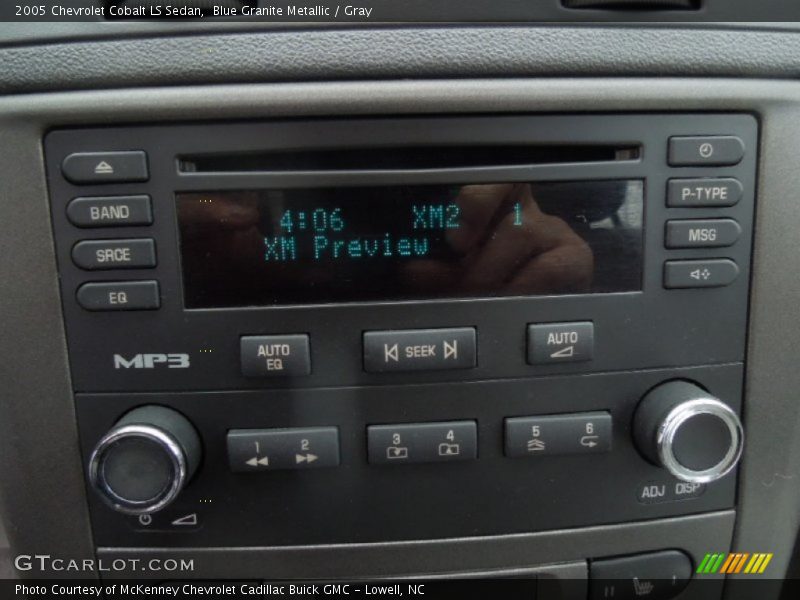 2005 Chevrolet Cobalt LS Sedan, Blue Granite Metallic / Gray
4:06 XM2 1
XM Preview
BAND
SRCE
EQ
P-TYPE
MSG
MP3
AUTO EQ
SEEK
AUTO
1 2
3 4
5 6
ADJ DISP
GTCARLOT.COM
Photo Courtesy of McKenney Chevrolet Cadillac Buick GMC - Lowell, NC